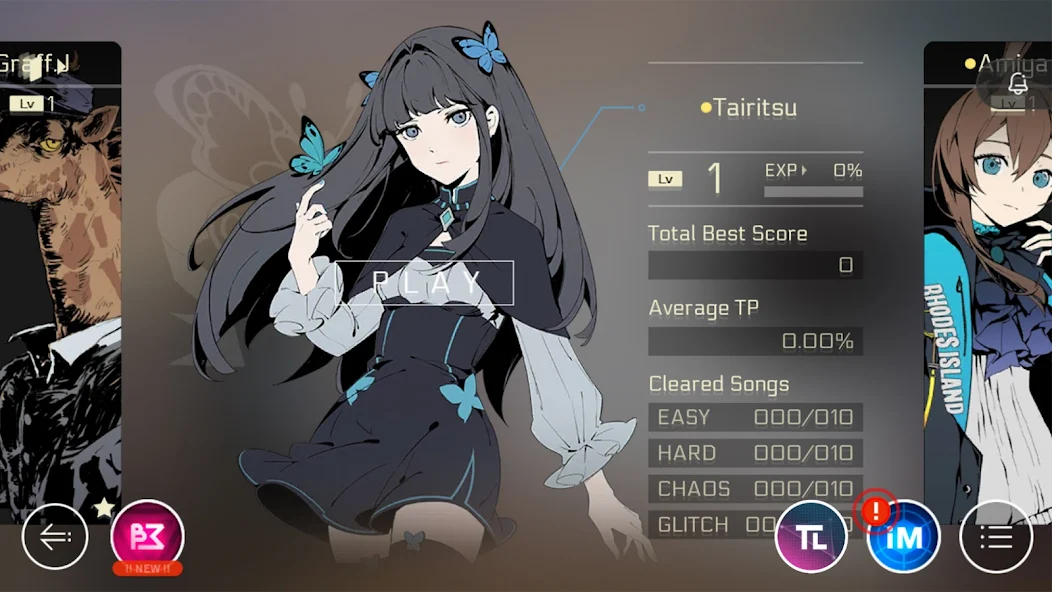 Graff.J
Lv 1
Tairitsu
Lv 1 EXP 0%
Total Best Score
0
Average TP
0.00%
Cleared Songs
EASY 000/010
HARD 000/010
CHAOS 000/010
GLITCH
PLAY
Amiya
Lv 1
RHODES ISLAND
!! NEW !!
TL
iM
!